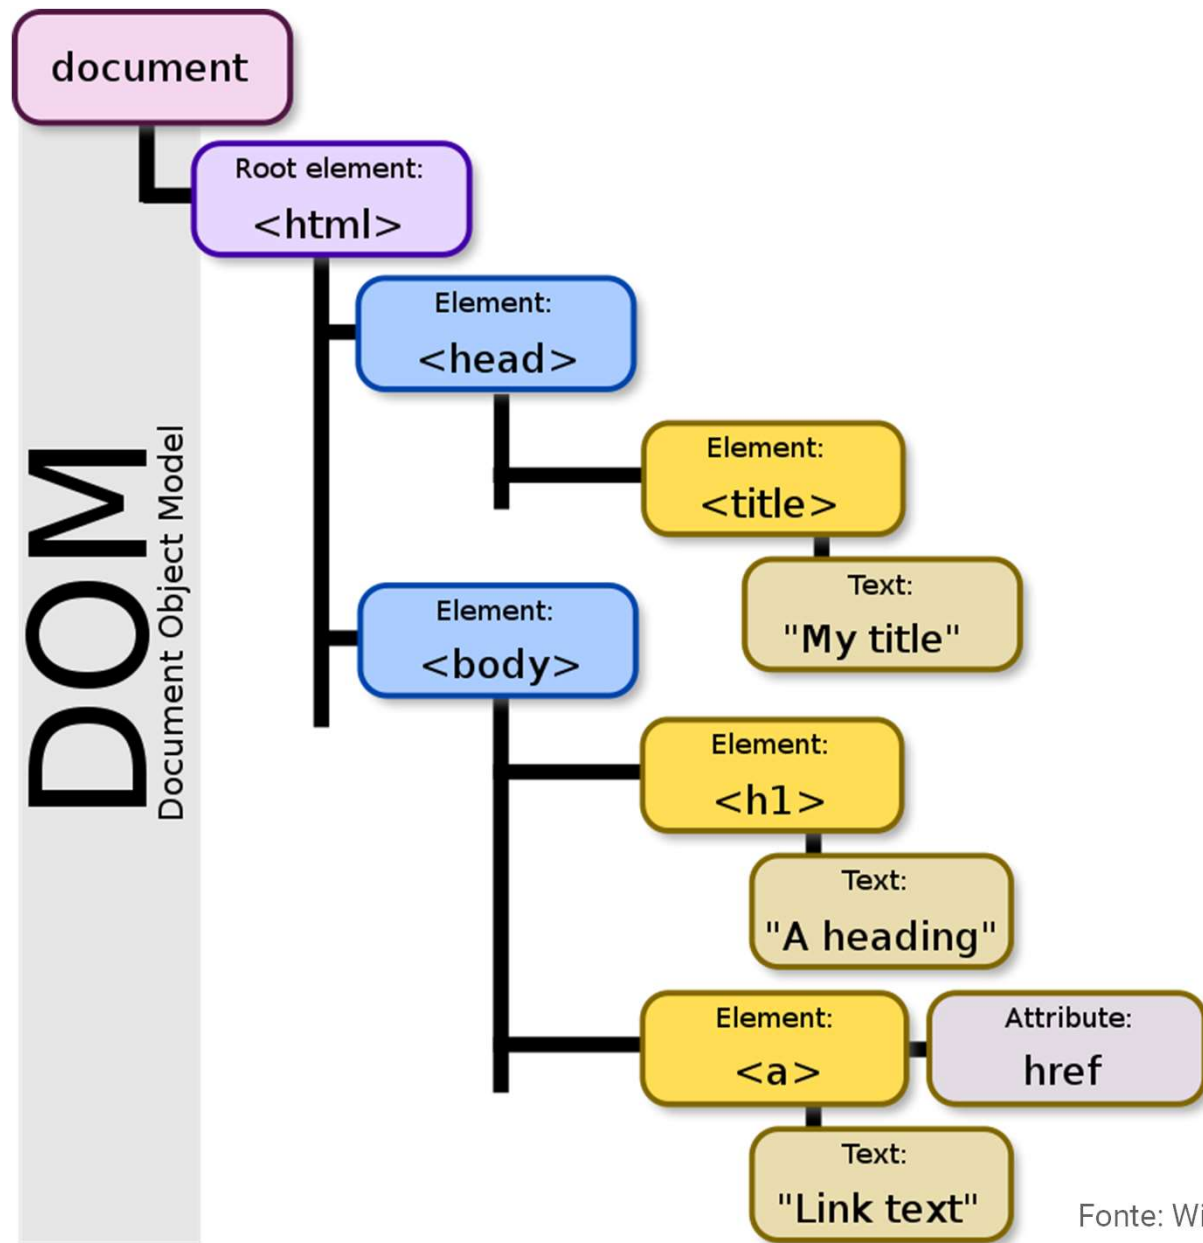 document
Root element:
<html>
Element:
<head>
Element:
<title>
Text:
"My title"
Element:
<body>
Element:
<h1>
Text:
"A heading"
Element:
<a>
Attribute:
href
Text:
"Link text"
DOM
Document Object Model
Fonte: